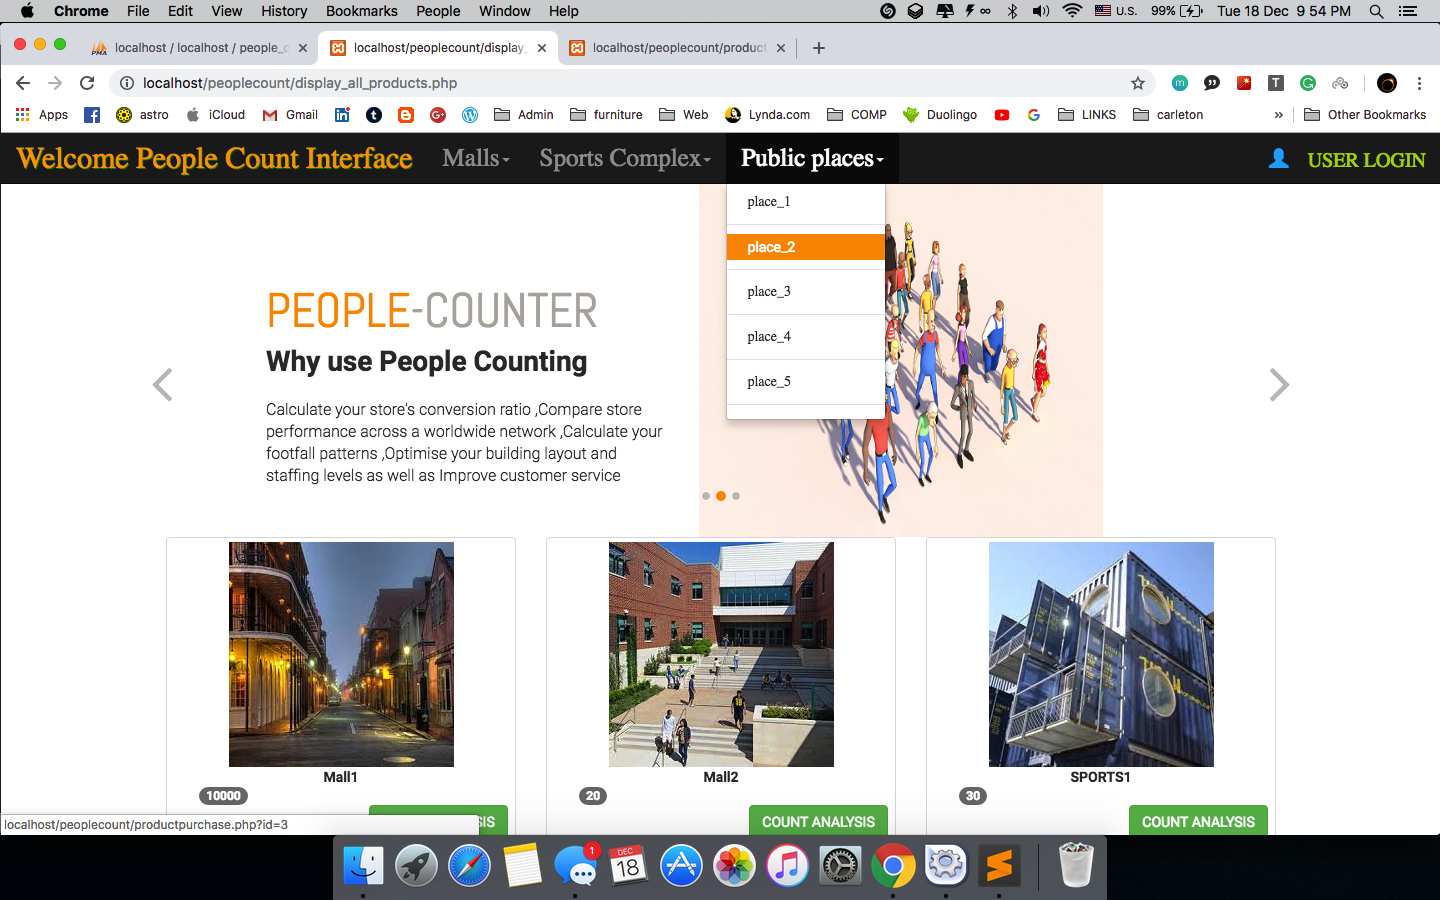 Chrome File Edit View History Bookmarks People Window Help U.S. 99% Tue 18 Dec 9 54 PM
localhost / localhost / people_c localhost/peoplecount/display_ localhost/peoplecount/product
localhost/peoplecount/display_all_products.php
Apps astro iCloud Gmail Admin furniture Web Lynda.com COMP Duolingo LINKS carleton » Other Bookmarks
Welcome People Count Interface Malls Sports Complex Public places USER LOGIN
place_1
place_2
place_3
place_4
place_5
PEOPLE-COUNTER
Why use People Counting
Calculate your store's conversion ratio ,Compare store
performance across a worldwide network ,Calculate your
footfall patterns ,Optimise your building layout and
staffing levels as well as Improve customer service
Mall1 Mall2 SPORTS1
10000 20 30
COUNT ANALYSIS COUNT ANALYSIS
localhost/peoplecount/productpurchase.php?id=3
1
DEC
18